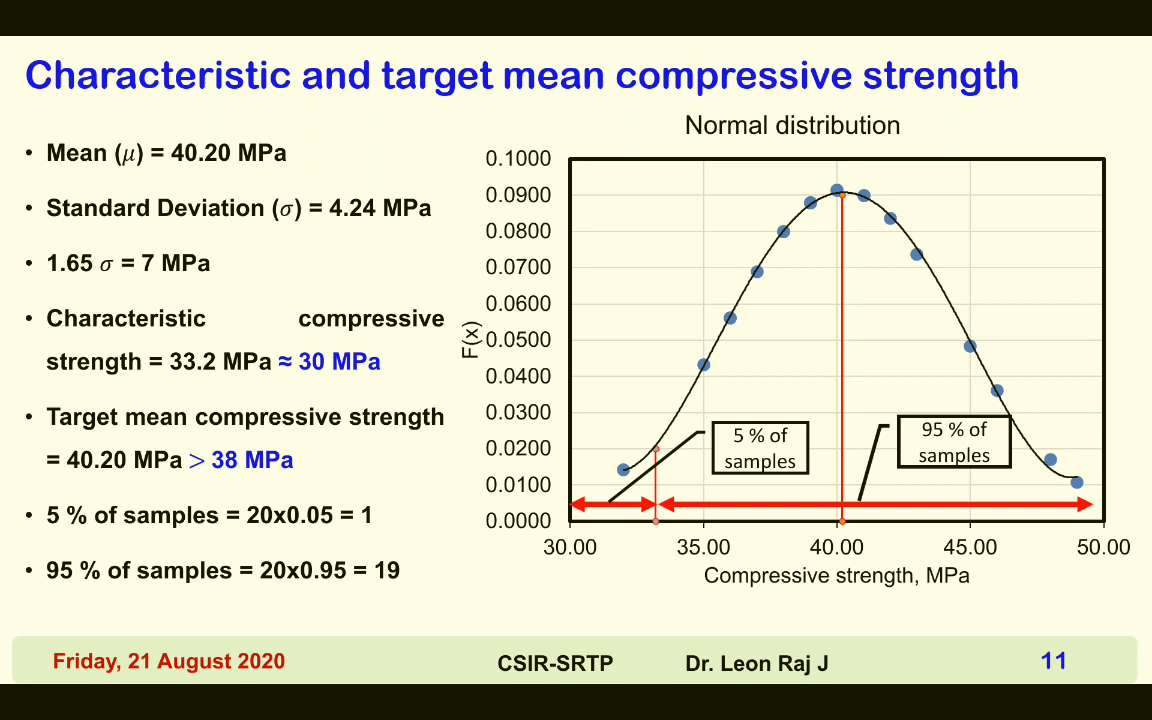 Characteristic and target mean compressive strength
• Mean (μ) = 40.20 MPa
• Standard Deviation (σ) = 4.24 MPa
• 1.65 σ = 7 MPa
• Characteristic compressive
strength = 33.2 MPa ≈ 30 MPa
• Target mean compressive strength
= 40.20 MPa > 38 MPa
• 5 % of samples = 20x0.05 = 1
• 95 % of samples = 20x0.95 = 19
Normal distribution
0.1000
0.0900
0.0800
0.0700
0.0600
0.0500
0.0400
0.0300
0.0200
0.0100
0.0000
F(x)
5 % of
samples
95 % of
samples
30.00 35.00 40.00 45.00 50.00
Compressive strength, MPa
Friday, 21 August 2020 CSIR-SRTP Dr. Leon Raj J 11